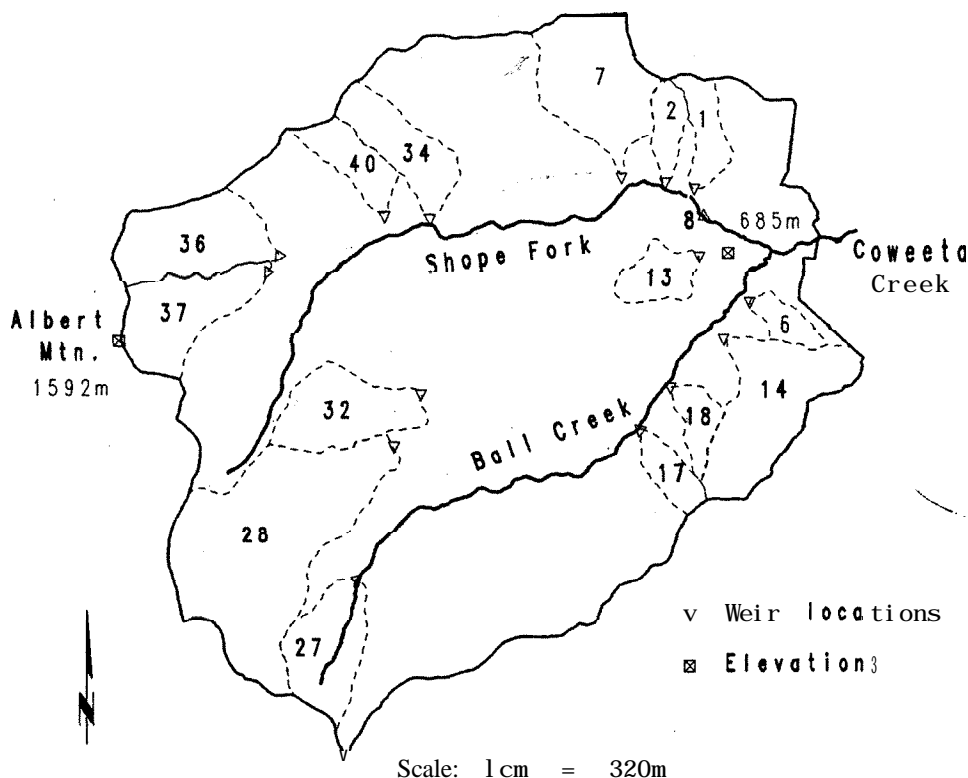 7
2
1
34
40
36
8
685m
Shope Fork
Coweeta
Creek
13
37
Albert
Mtn.
1592m
6
14
32
18
Ball Creek
17
28
27
v Weir locations
Elevation3
N
Scale: 1cm = 320m